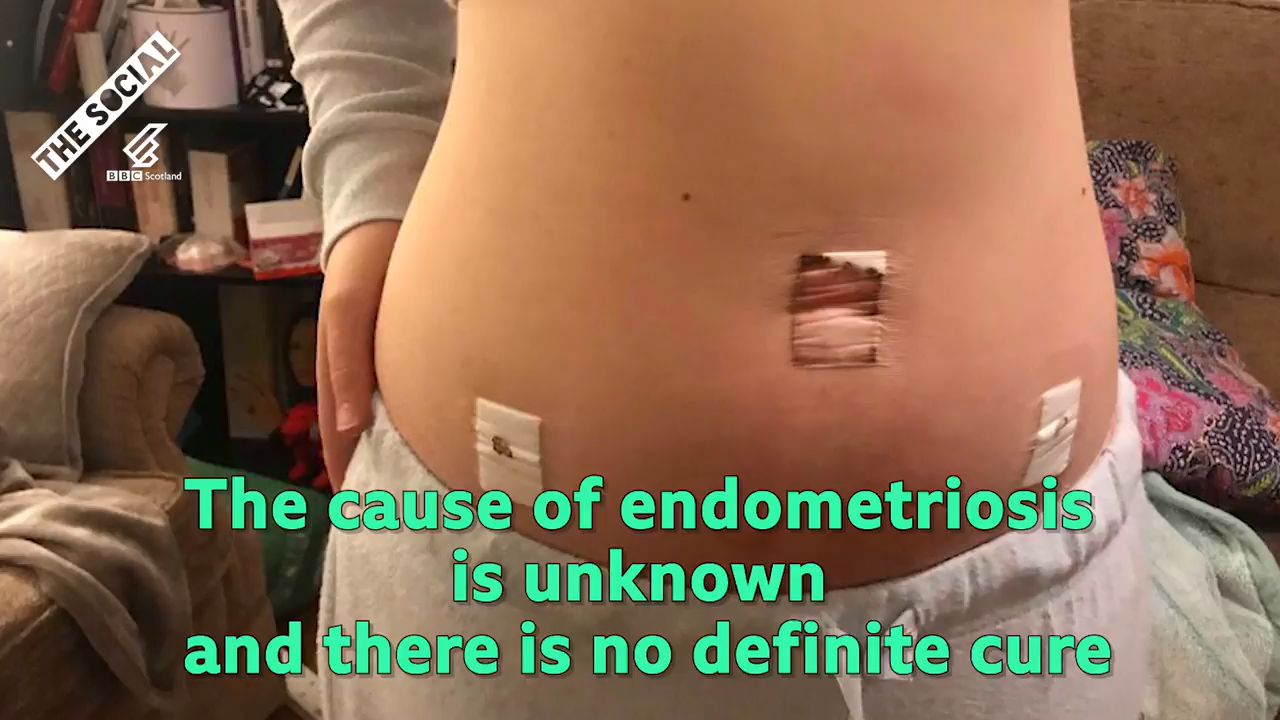 THE SOCIAL
BBC Scotland
The cause of endometriosis
is unknown
and there is no definite cure